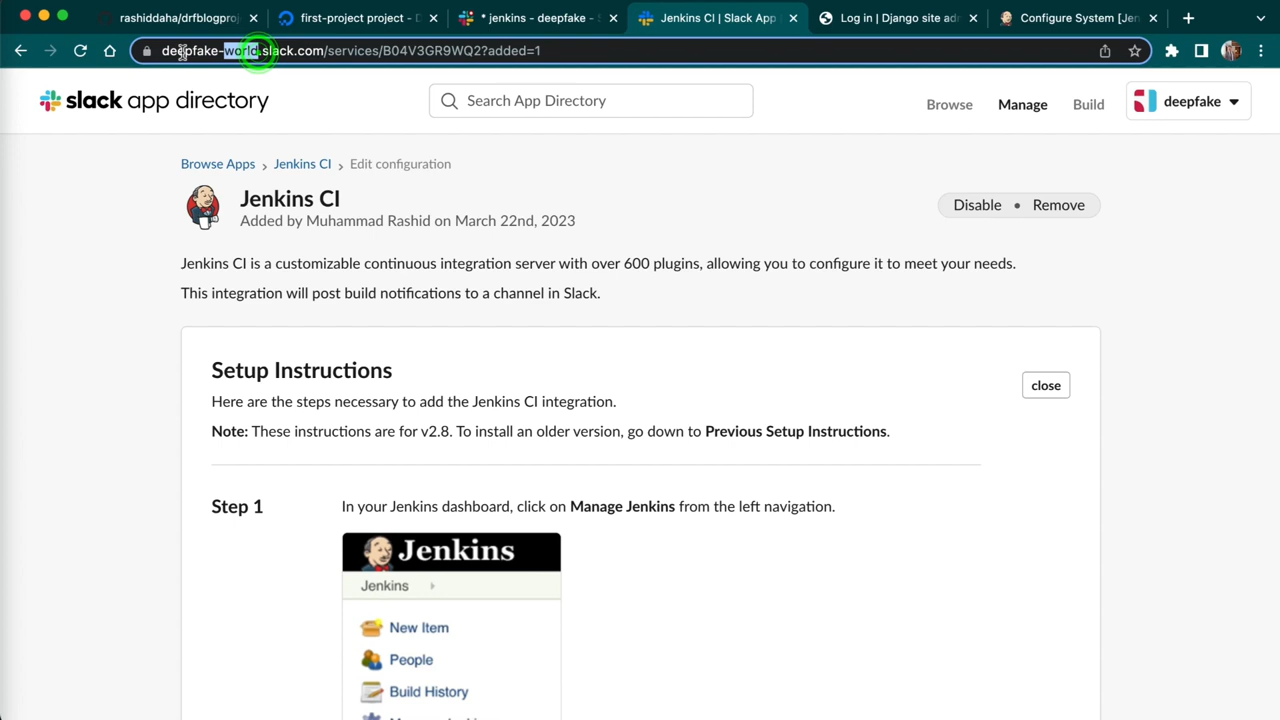 rashiddaha/drfblogproj
first-project project - D
* jenkins - deepfake - S
Jenkins CI | Slack App
Log in | Django site ad
Configure System [Jen
deepfake-world.slack.com/services/B04V3GR9WQ2?added=1
slack app directory
Search App Directory
Browse
Manage
Build
deepfake
Browse Apps
Jenkins CI
Edit configuration
Jenkins CI
Added by Muhammad Rashid on March 22nd, 2023
Disable • Remove
Jenkins CI is a customizable continuous integration server with over 600 plugins, allowing you to configure it to meet your needs.
This integration will post build notifications to a channel in Slack.
Setup Instructions
close
Here are the steps necessary to add the Jenkins CI integration.
Note: These instructions are for v2.8. To install an older version, go down to Previous Setup Instructions.
Step 1
In your Jenkins dashboard, click on Manage Jenkins from the left navigation.
Jenkins
Jenkins
New Item
People
Build History